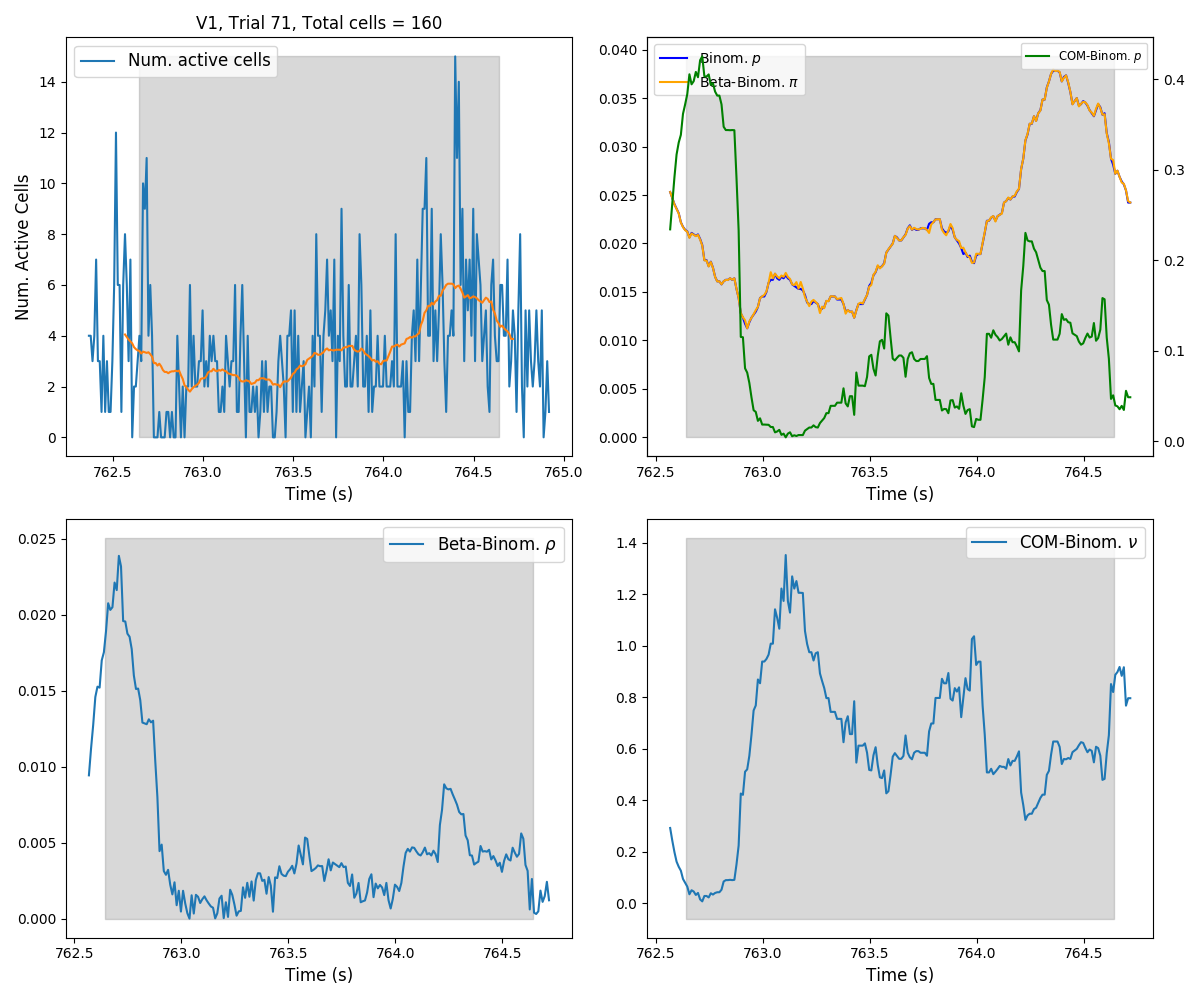 V1, Trial 71, Total cells = 160
Num. active cells
Num. Active Cells
14
12
10
8
6
4
2
0
762.5 763.0 763.5 764.0 764.5 765.0
Time (s)
Binom. p
Beta-Binom. π
COM-Binom. p
0.040
0.035
0.030
0.025
0.020
0.015
0.010
0.005
0.000
0.4
0.3
0.2
0.1
0.0
762.5 763.0 763.5 764.0 764.5
Time (s)
Beta-Binom. ρ
0.025
0.020
0.015
0.010
0.005
0.000
762.5 763.0 763.5 764.0 764.5
Time (s)
COM-Binom. ν
1.4
1.2
1.0
0.8
0.6
0.4
0.2
0.0
762.5 763.0 763.5 764.0 764.5
Time (s)